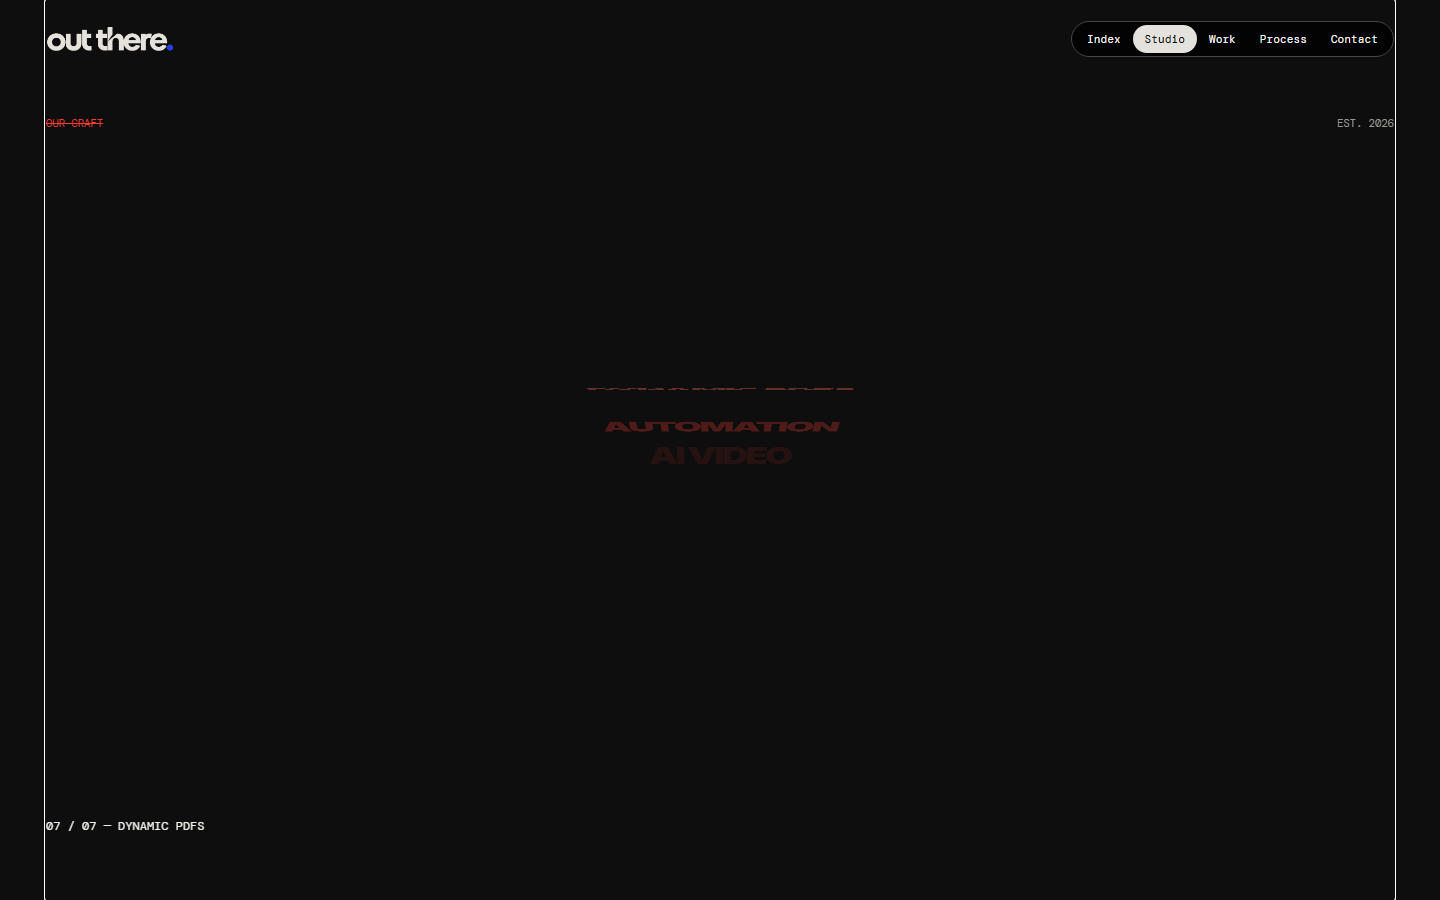 out there.
Index Studio Work Process Contact
OUR CRAFT
EST. 2026
AUTOMATION
AI VIDEO
07 / 07 — DYNAMIC PDFS